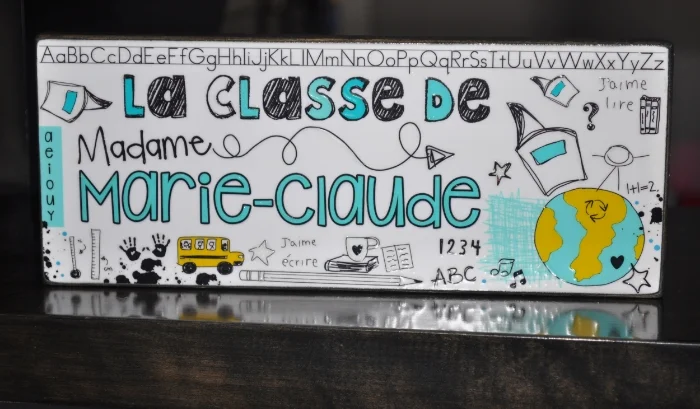 AaBbCcDdEeFfGgHhIiJjKkLlMmNnOoPpQqRrSsTtUuVvWwXxYyZz
La CLasse De
J'aime
lire
?
Madame
Marie-Claude
a
e
i
o
u
y
1+1=2
J'aime
écrire
1234
ABC